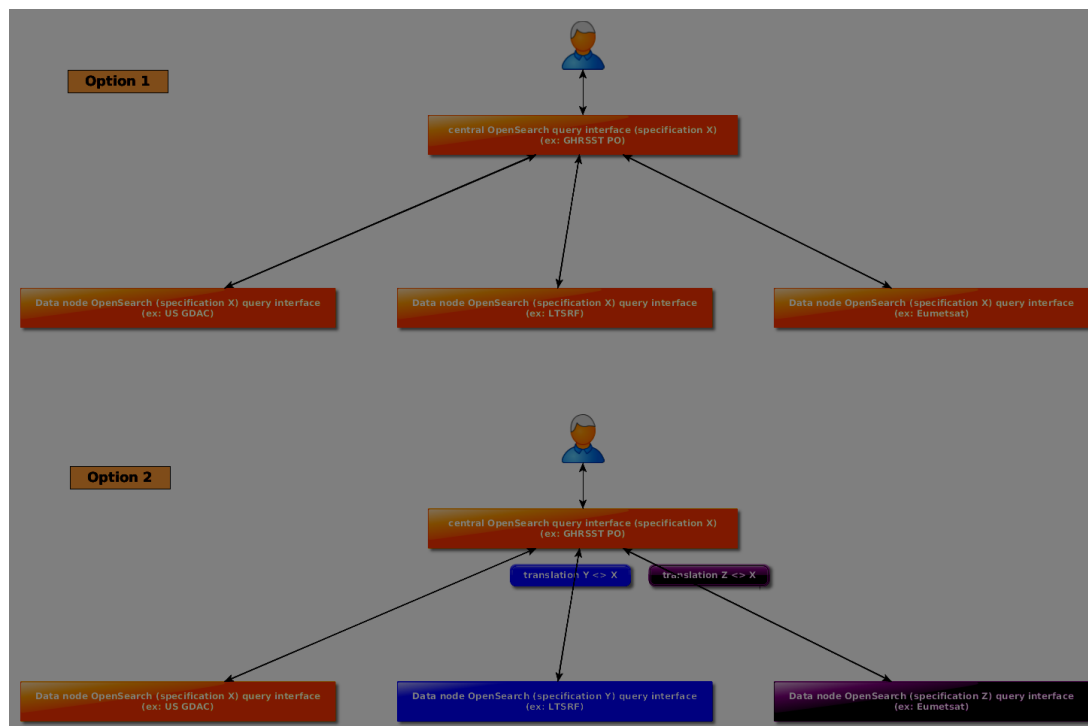 Option 1
central OpenSearch query interface (specification X)
(ex: GHRSST PO)
Data node OpenSearch (specification X) query interface
(ex: US GDAC)
Data node OpenSearch (specification X) query interface
(ex: LTSRF)
Data node OpenSearch (specification X) query interface
(ex: Eumetsat)
Option 2
central OpenSearch query interface (specification X)
(ex: GHRSST PO)
translation Y <> X
translation Z <> X
Data node OpenSearch (specification X) query interface
(ex: US GDAC)
Data node OpenSearch (specification Y) query interface
(ex: LTSRF)
Data node OpenSearch (specification Z) query interface
(ex: Eumetsat)